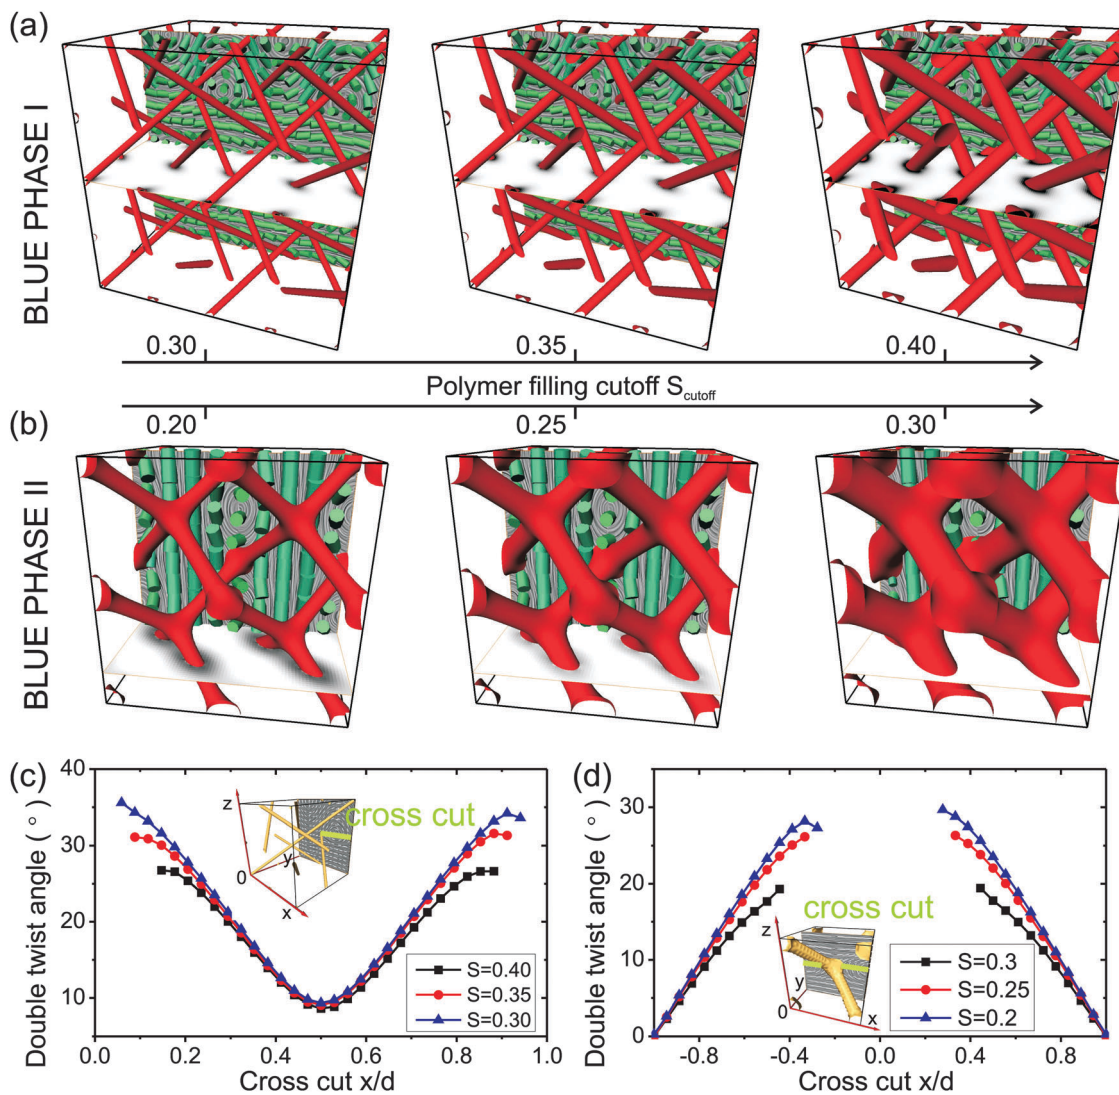 (a)
BLUE PHASE I
0.30 0.35 0.40
Polymer filling cutoff Scutoff
(b)
0.20 0.25 0.30
BLUE PHASE II
(c)
Double twist angle ( ° )
40
30
20
10
0.0 0.2 0.4 0.6 0.8 1.0
Cross cut x/d
z
y
0
x
cross cut
S=0.40
S=0.35
S=0.30
(d)
Double twist angle ( ° )
30
20
10
0
-0.8 -0.4 0.0 0.4 0.8
Cross cut x/d
cross cut
z
y
0
x
S=0.3
S=0.25
S=0.2